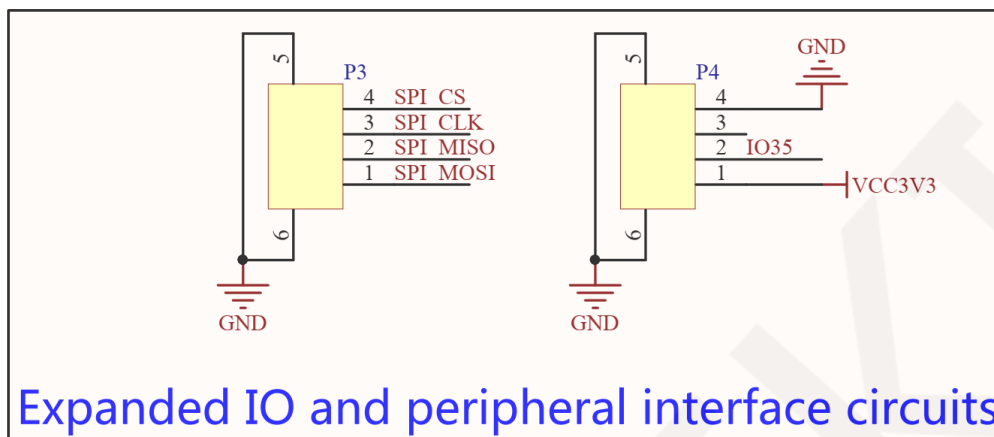 5
P3
4 SPI_CS
3 SPI_CLK
2 SPI_MISO
1 SPI_MOSI
6
GND
5
P4
GND
4
3
2 IO35
1
VCC3V3
6
GND
Expanded IO and peripheral interface circuits